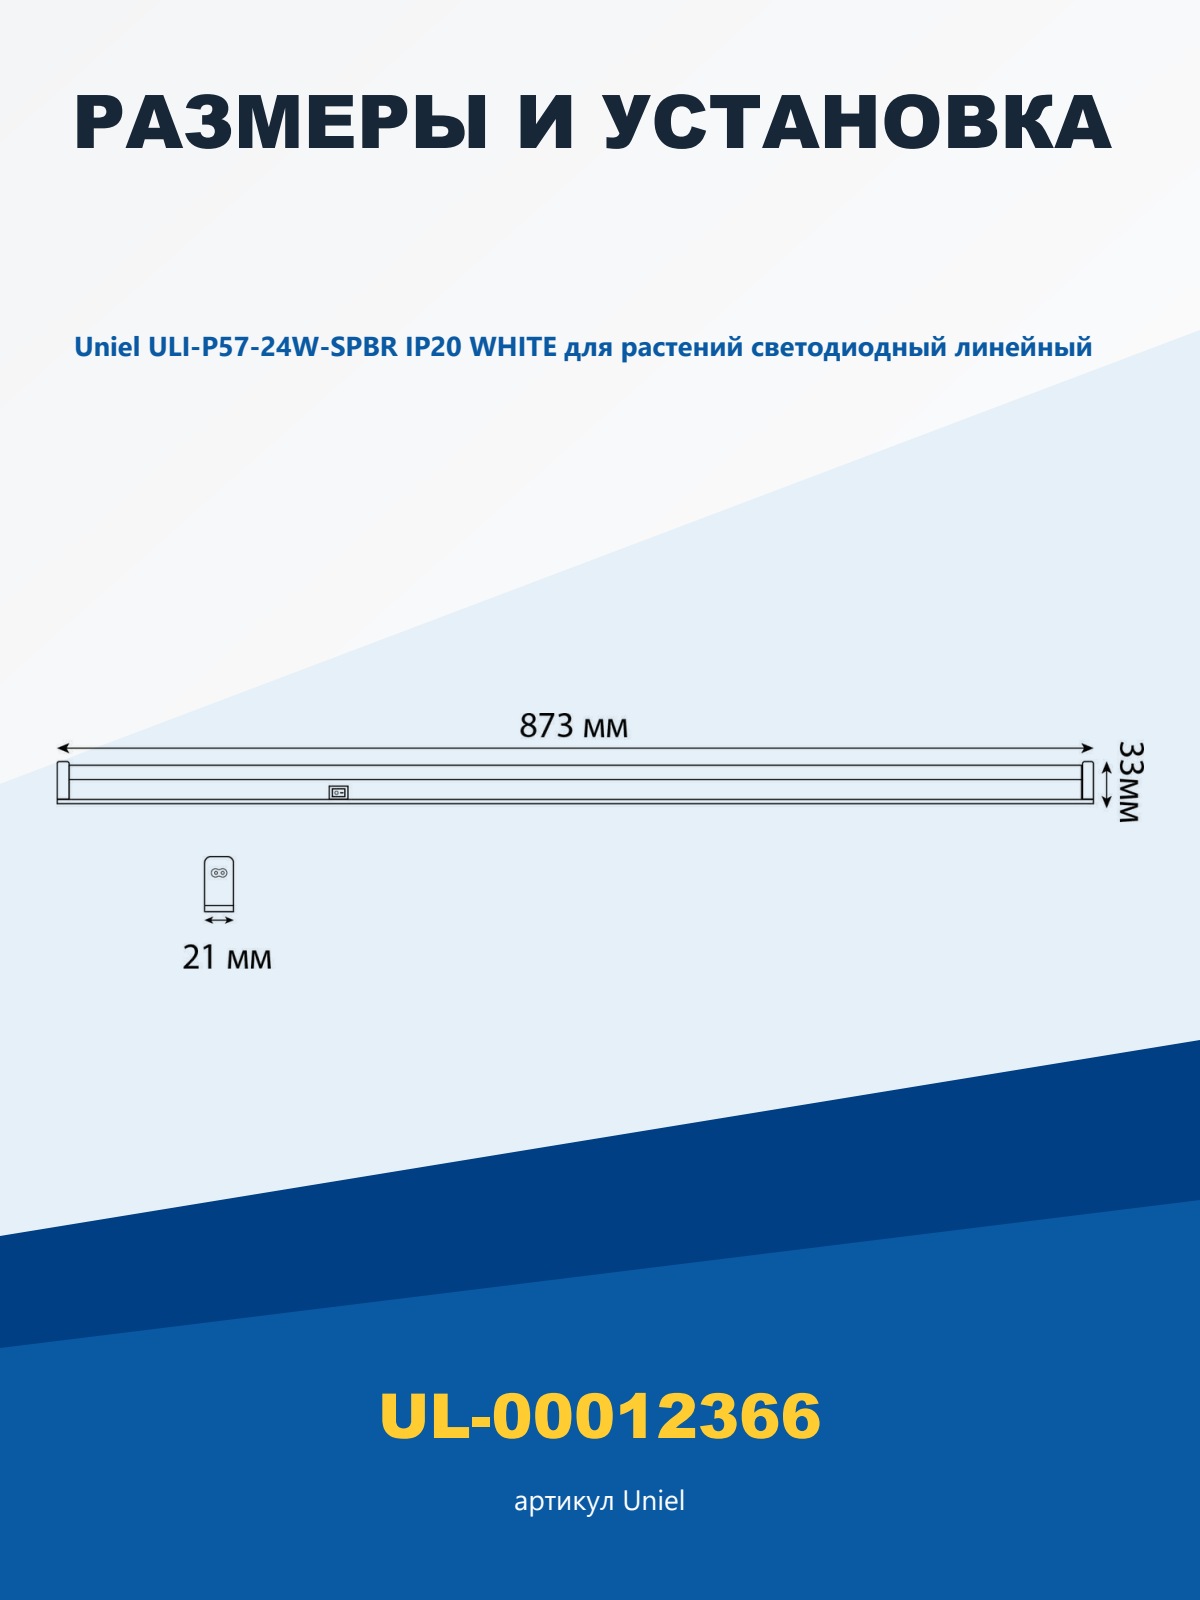 РАЗМЕРЫ И УСТАНОВКА
Uniel ULI-P57-24W-SPBR IP20 WHITE для растений светодиодный линейный
873 мм
33мм
21 мм
UL-00012366
артикул Uniel